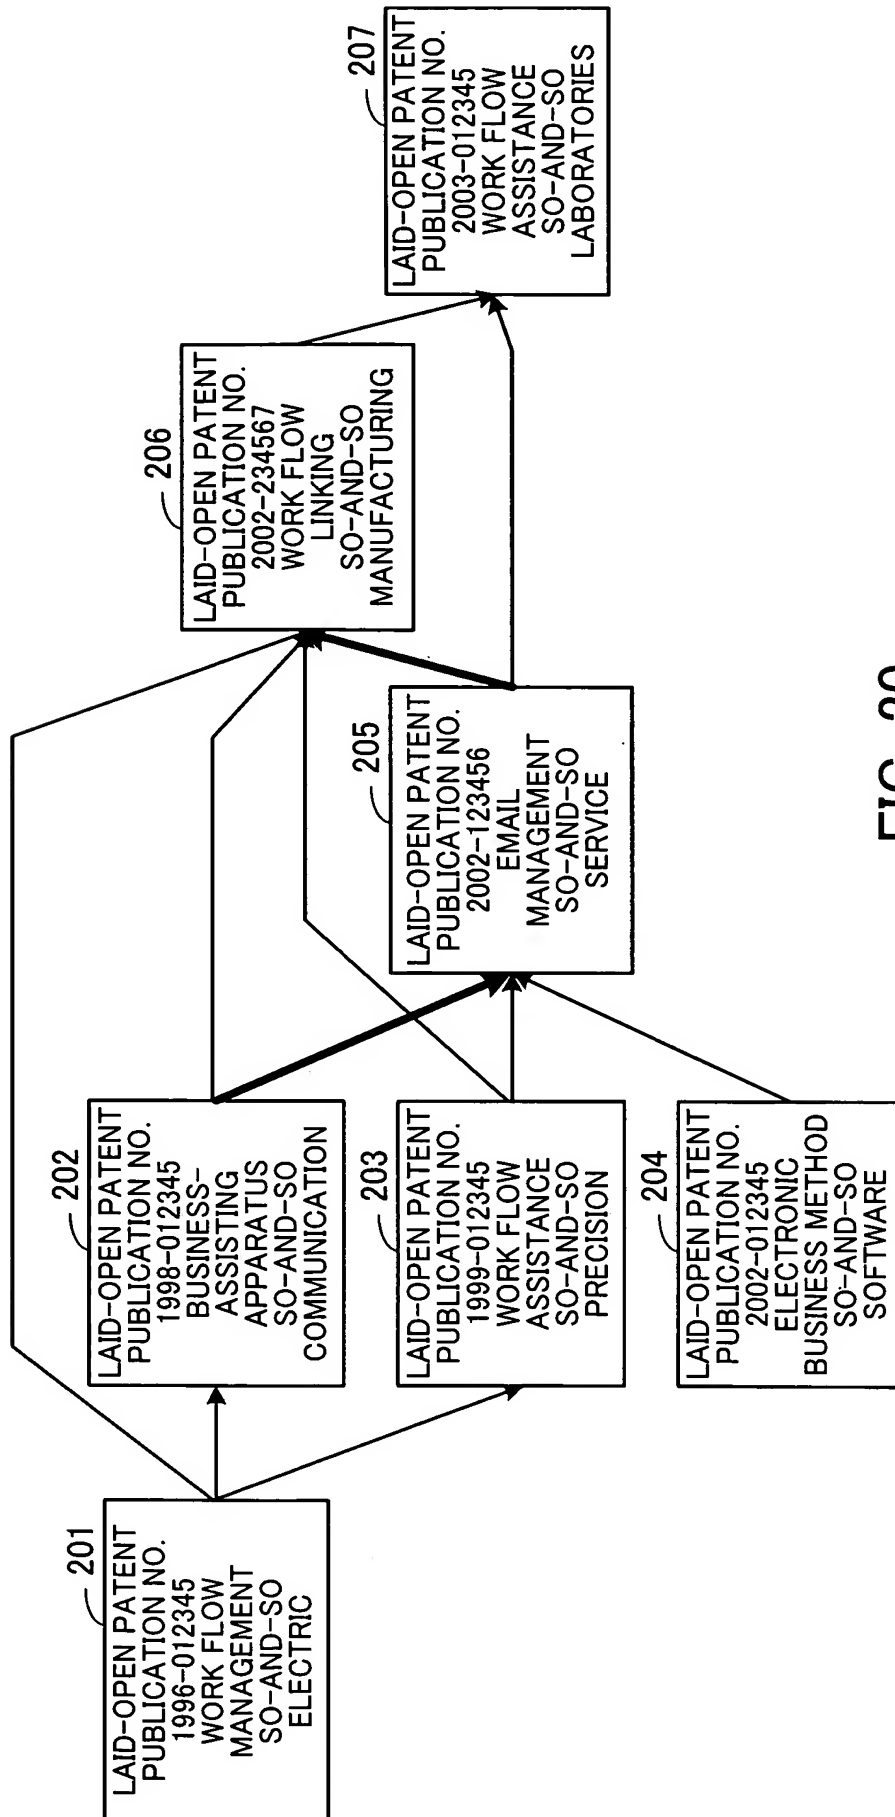 201
LAID-OPEN PATENT
PUBLICATION NO.
1996-012345
WORK FLOW
MANAGEMENT
SO-AND-SO
ELECTRIC
202
LAID-OPEN PATENT
PUBLICATION NO.
1998-012345
BUSINESS-
ASSISTING
APPARATUS
SO-AND-SO
COMMUNICATION
203
LAID-OPEN PATENT
PUBLICATION NO.
1999-012345
WORK FLOW
ASSISTANCE
SO-AND-SO
PRECISION
204
LAID-OPEN PATENT
PUBLICATION NO.
2002-012345
ELECTRONIC
BUSINESS METHOD
SO-AND-SO
SOFTWARE
205
LAID-OPEN PATENT
PUBLICATION NO.
2002-123456
EMAIL
MANAGEMENT
SO-AND-SO
SERVICE
206
LAID-OPEN PATENT
PUBLICATION NO.
2002-234567
WORK FLOW
LINKING
SO-AND-SO
MANUFACTURING
207
LAID-OPEN PATENT
PUBLICATION NO.
2003-012345
WORK FLOW
ASSISTANCE
SO-AND-SO
LABORATORIES
FIG.